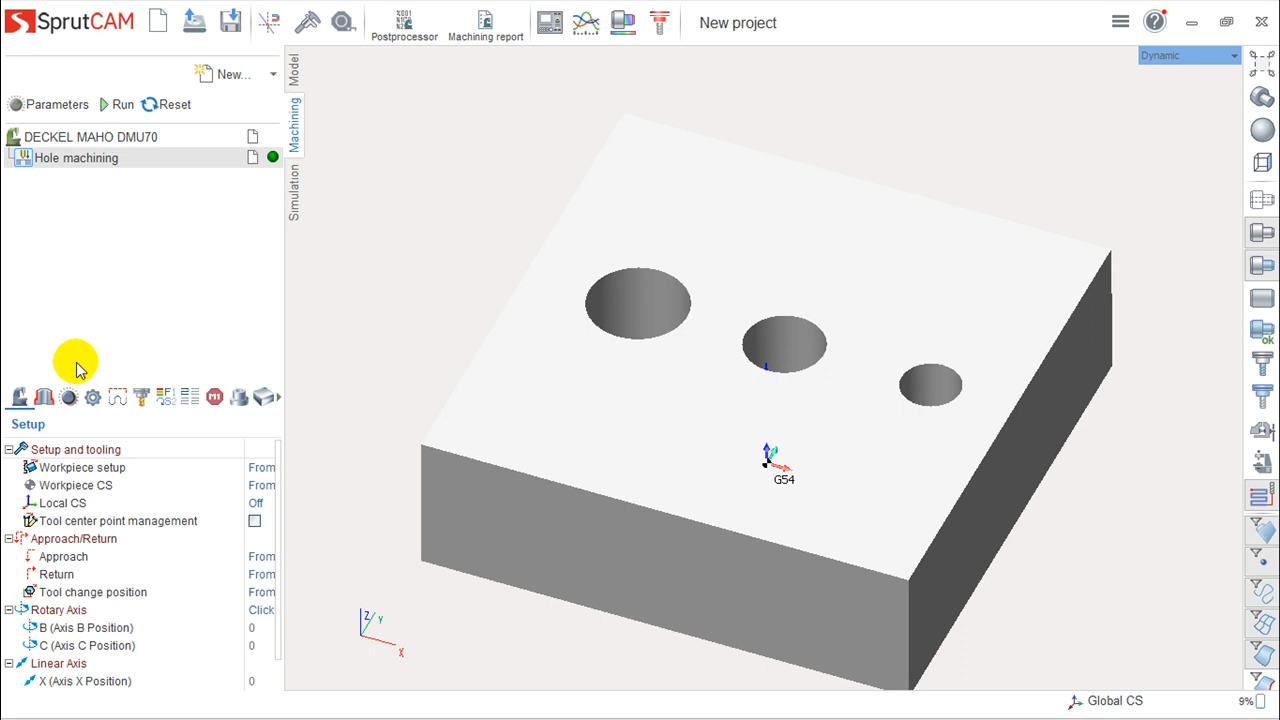 SprutCAM
Postprocessor
Machining report
New project
New...
Parameters Run Reset
DECKEL MAHO DMU70
Hole machining
Model
Machining
Simulation
Dynamic
G54
Z
y
X
Setup
Setup and tooling
Workpiece setup From
Workpiece CS From
Local CS Off
Tool center point management
Approach/Return
Approach From
Return From
Tool change position From
Rotary Axis Click
B (Axis B Position) 0
C (Axis C Position) 0
Linear Axis
X (Axis X Position) 0
ok
Global CS
9%